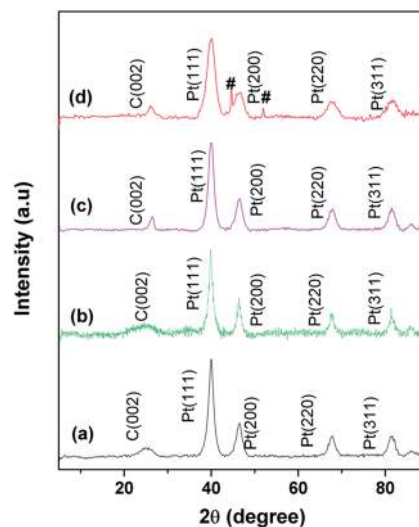 Intensity (a.u)
(d)
C(002)
Pt(111)
#
Pt(200)
#
Pt(220)
Pt(311)
(c)
C(002)
Pt(111)
Pt(200)
Pt(220)
Pt(311)
(b)
C(002)
Pt(111)
Pt(200)
Pt(220)
Pt(311)
(a)
C(002)
Pt(111)
Pt(200)
Pt(220)
Pt(311)
20 40 60 80
2θ (degree)